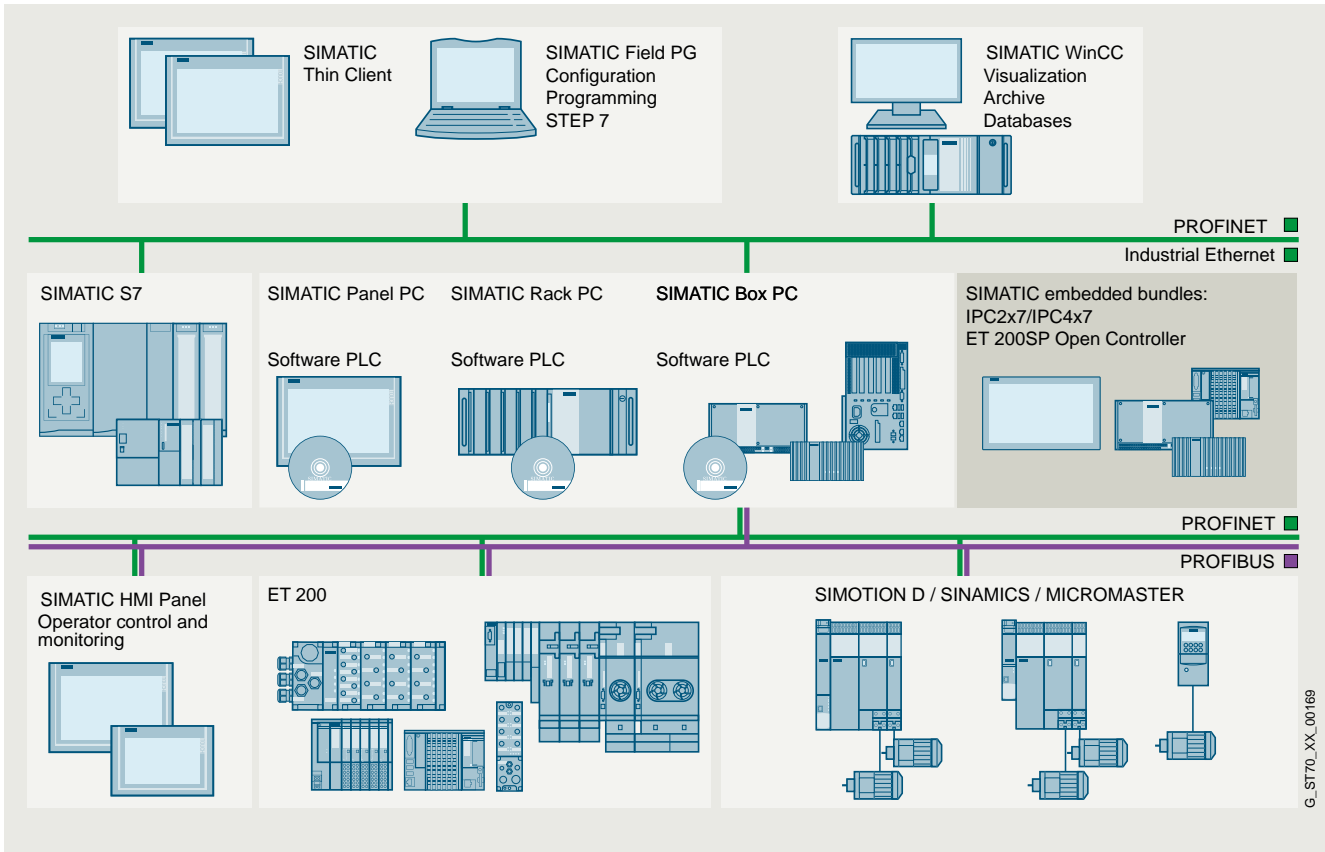 SIMATIC
Thin Client
SIMATIC Field PG
Configuration
Programming
STEP 7
SIMATIC WinCC
Visualization
Archive
Databases
PROFINET
Industrial Ethernet
SIMATIC S7
SIMATIC Panel PC
Software PLC
SIMATIC Rack PC
Software PLC
SIMATIC Box PC
Software PLC
SIMATIC embedded bundles:
IPC2x7/IPC4x7
ET 200SP Open Controller
PROFINET
PROFIBUS
SIMATIC HMI Panel
Operator control and
monitoring
ET 200
SIMOTION D / SINAMICS / MICROMASTER
G_ST70_XX_00169